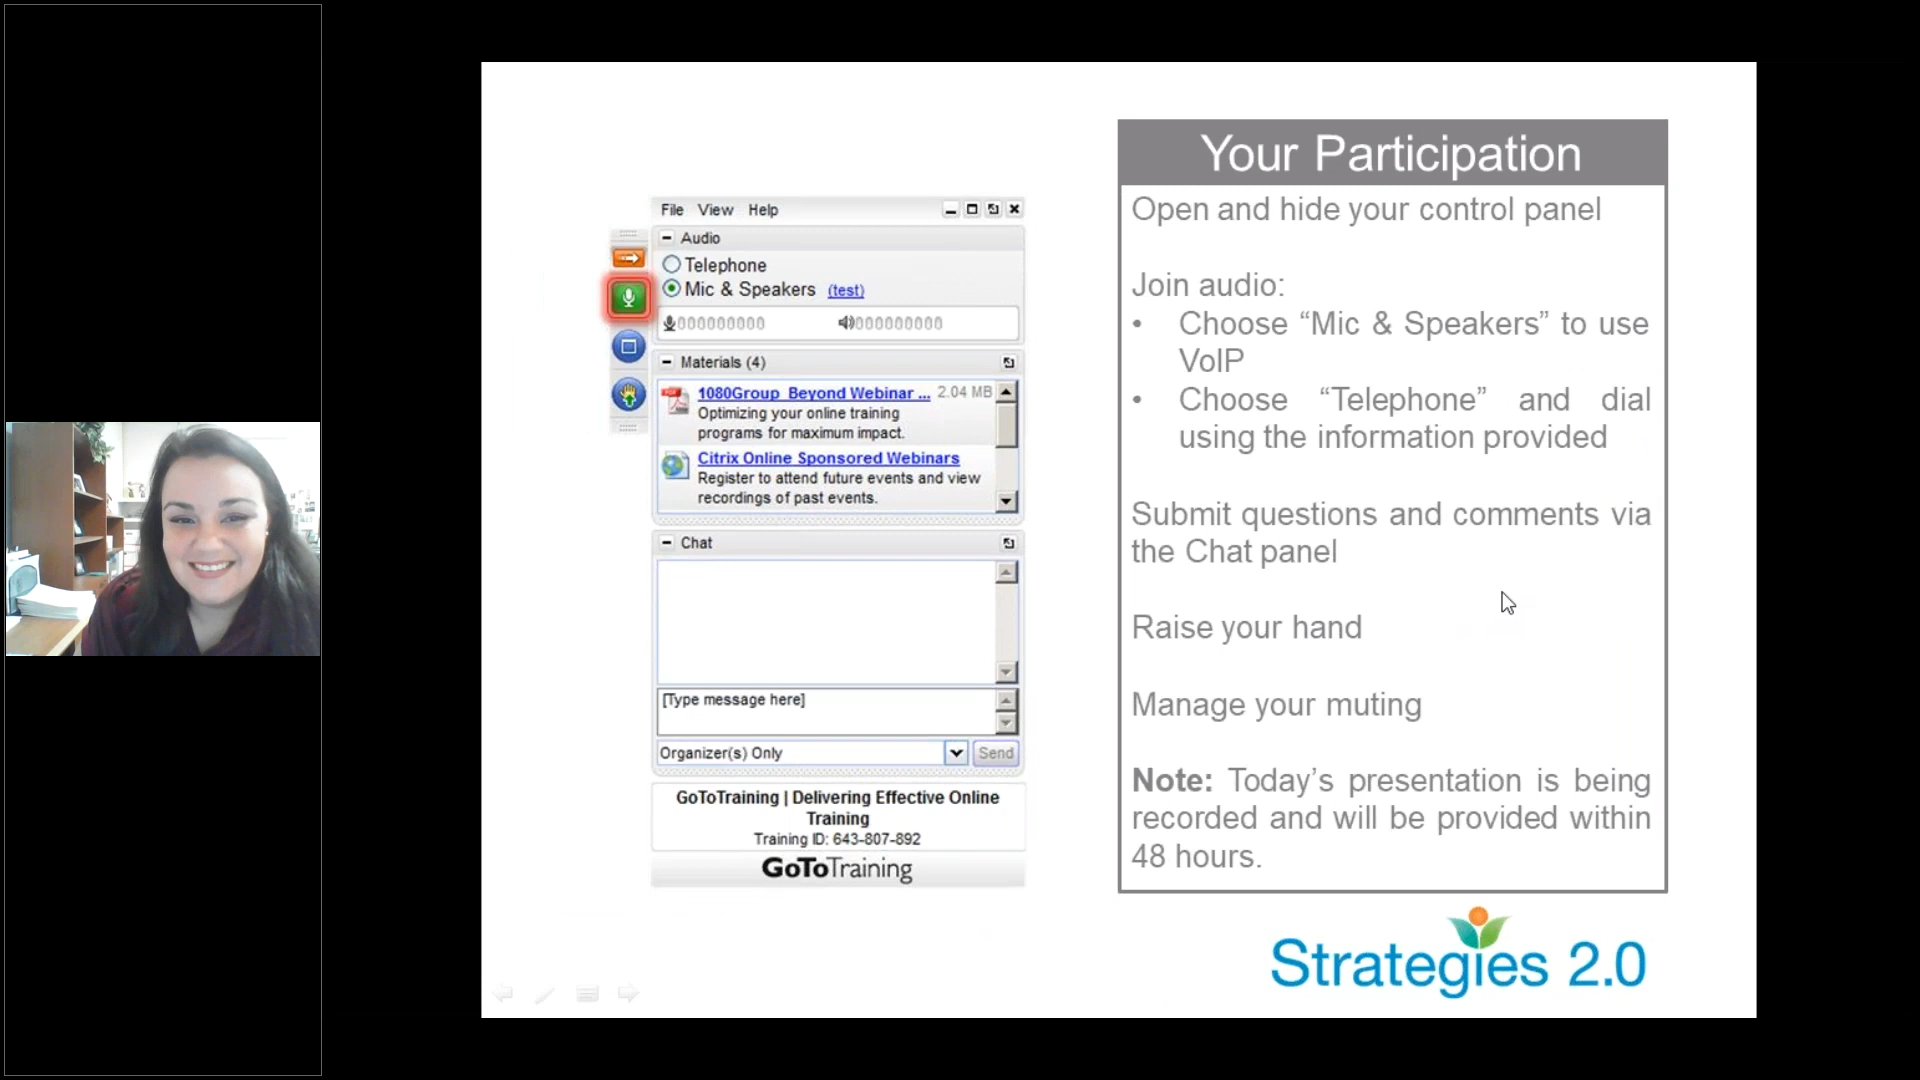 File View Help
Audio
Telephone
Mic & Speakers (test)
Materials (4)
1080Group_Beyond Webinar ... 2.04 MB
Optimizing your online training
programs for maximum impact.
Citrix Online Sponsored Webinars
Register to attend future events and view
recordings of past events.
Chat
[Type message here]
Organizer(s) Only Send
GoToTraining | Delivering Effective Online
Training
Training ID: 643-807-892
GoToTraining
Your Participation
Open and hide your control panel
Join audio:
• Choose “Mic & Speakers” to use
VoIP
• Choose “Telephone” and dial
using the information provided
Submit questions and comments via
the Chat panel
Raise your hand
Manage your muting
Note: Today’s presentation is being
recorded and will be provided within
48 hours.
Strategies 2.0